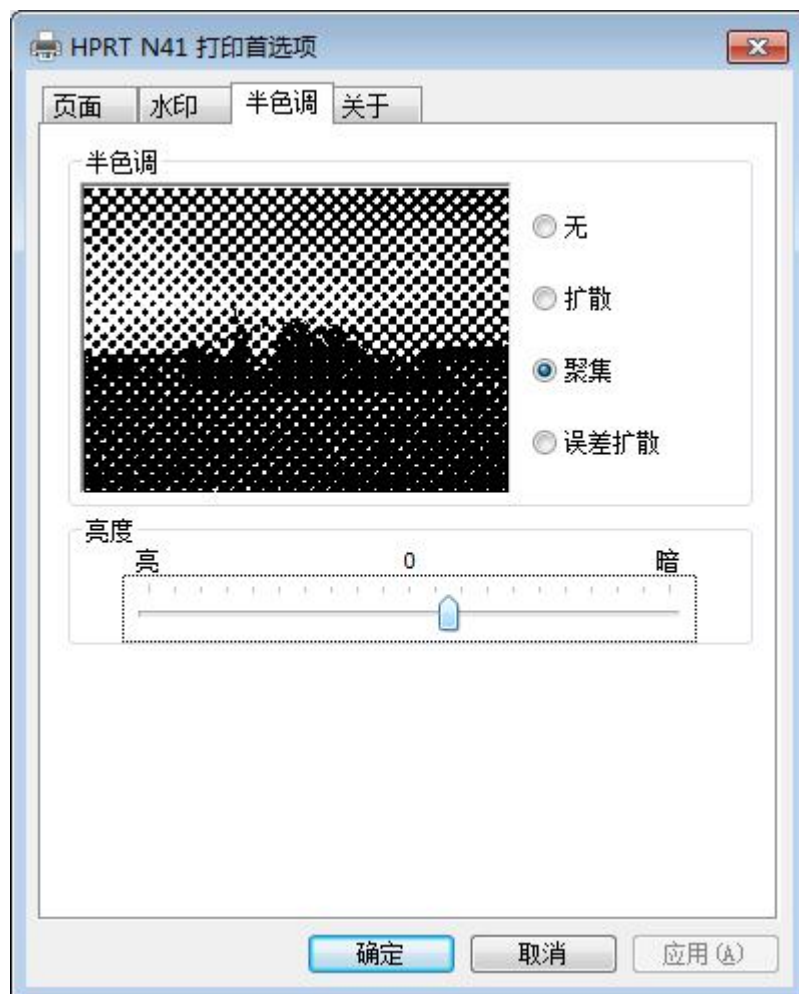 HPRT N41 打印首选项
页面 水印 半色调 关于
半色调
无
扩散
聚集
误差扩散
亮度
亮 0 暗
确定 取消 应用(A)